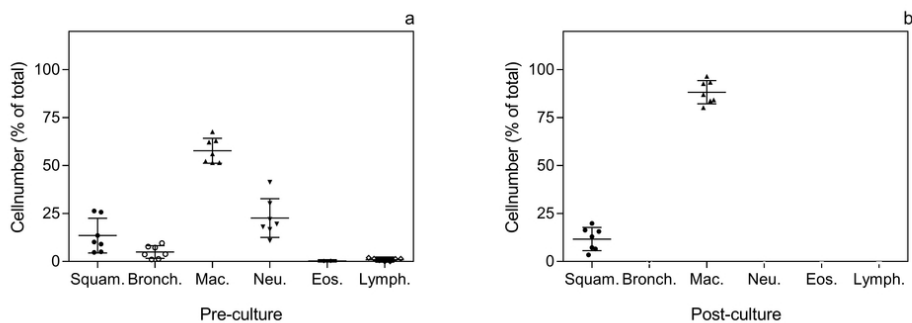 a
Cellnumber (% of total)
100
75
50
25
0
Squam. Bronch. Mac. Neu. Eos. Lymph.
Pre-culture
b
Cellnumber (% of total)
100
75
50
25
0
Squam. Bronch. Mac. Neu. Eos. Lymph.
Post-culture